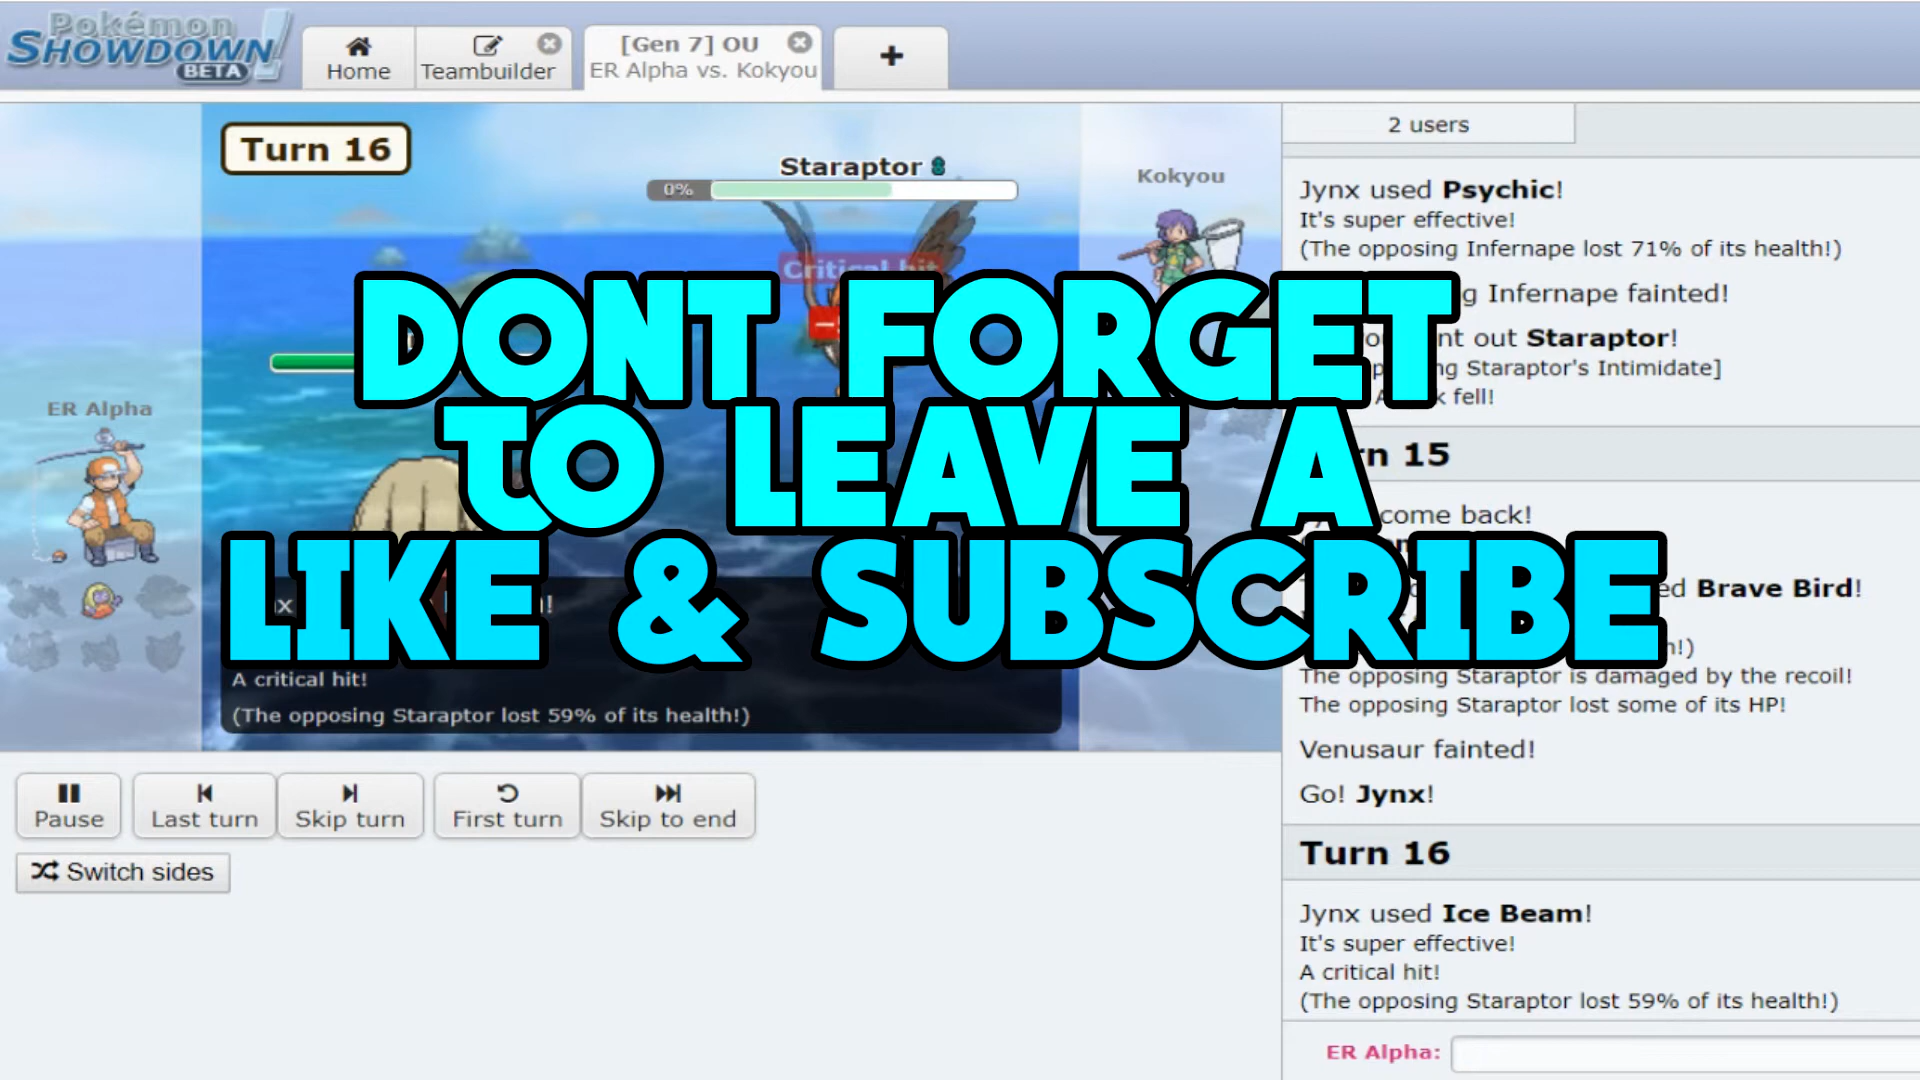 Pokémon
SHOWDOWN!
BETA
Home
Teambuilder
[Gen 7] OU
ER Alpha vs. Kokyou
+
Turn 16
Staraptor
0%
Critical hit
Kokyou
ER Alpha
DONT FORGET
TO LEAVE A
LIKE & SUBSCRIBE
A critical hit!
(The opposing Staraptor lost 59% of its health!)
Pause
Last turn
Skip turn
First turn
Skip to end
Switch sides
2 users
Jynx used Psychic!
It's super effective!
(The opposing Infernape lost 71% of its health!)
Infernape fainted!
out Staraptor!
Staraptor's Intimidate]
fell!
15
come back!
Brave Bird!
The opposing Staraptor is damaged by the recoil!
The opposing Staraptor lost some of its HP!
Venusaur fainted!
Go! Jynx!
Turn 16
Jynx used Ice Beam!
It's super effective!
A critical hit!
(The opposing Staraptor lost 59% of its health!)
ER Alpha: